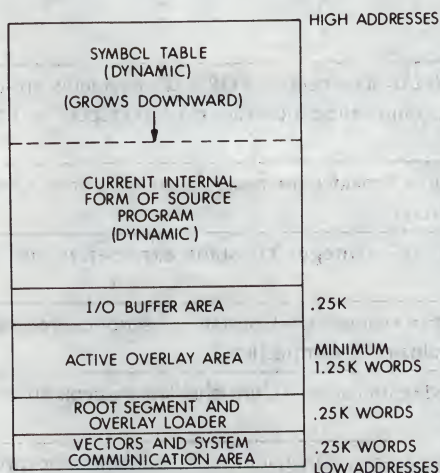 HIGH ADDRESSES
SYMBOL TABLE
(DYNAMIC)
(GROWS DOWNWARD)
CURRENT INTERNAL
FORM OF SOURCE
PROGRAM
(DYNAMIC)
I/O BUFFER AREA
.25K
ACTIVE OVERLAY AREA
MINIMUM
1.25K WORDS
ROOT SEGMENT AND
OVERLAY LOADER
.25K WORDS
VECTORS AND SYSTEM
COMMUNICATION AREA
.25K WORDS
LOW ADDRESSES